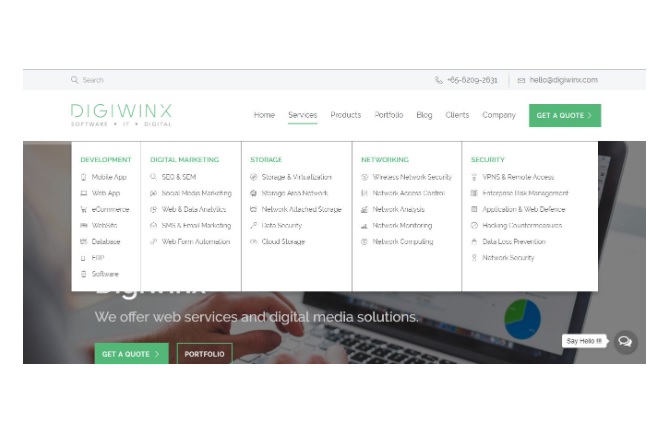 Search
+65-6209-2631
hello@digiwinx.com
DIGIWINX
SOFTWARE • IT • DIGITAL
Home Services Products Portfolio Blog Clients Company GET A QUOTE
DEVELOPMENT
Mobile App
Web App
eCommerce
WebSite
Database
ERP
Software
DIGITAL MARKETING
SEO & SEM
Social Media Marketing
Web & Data Analytics
SMS & Email Marketing
Web Form Automation
STORAGE
Storage & Virtualization
Storage Area Network
Network Attached Storage
Data Security
Cloud Storage
NETWORKING
Wireless Network Security
Network Access Control
Network Analysis
Network Monitoring
Network Computing
SECURITY
VPNS & Remote Access
Enterprise Risk Management
Application & Web Defence
Hacking Countermeasures
Data Loss Prevention
Network Security
Digiwinx
We offer web services and digital media solutions.
GET A QUOTE
PORTFOLIO
Say Hello !!!